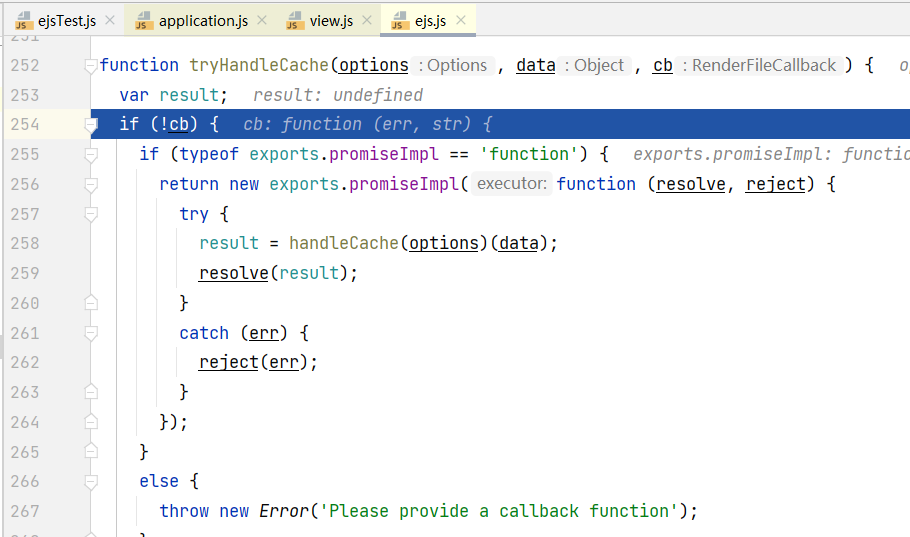 ejsTest.js application.js view.js ejs.js
251
252 function tryHandleCache(options : Options , data : Object , cb : RenderFileCallback ) {
253 var result; result: undefined
254 if (!cb) { cb: function (err, str) {
255 if (typeof exports.promiseImpl == 'function') { exports.promiseImpl: functio
256 return new exports.promiseImpl( executor: function (resolve, reject) {
257 try {
258 result = handleCache(options)(data);
259 resolve(result);
260 }
261 catch (err) {
262 reject(err);
263 }
264 });
265 }
266 else {
267 throw new Error('Please provide a callback function');